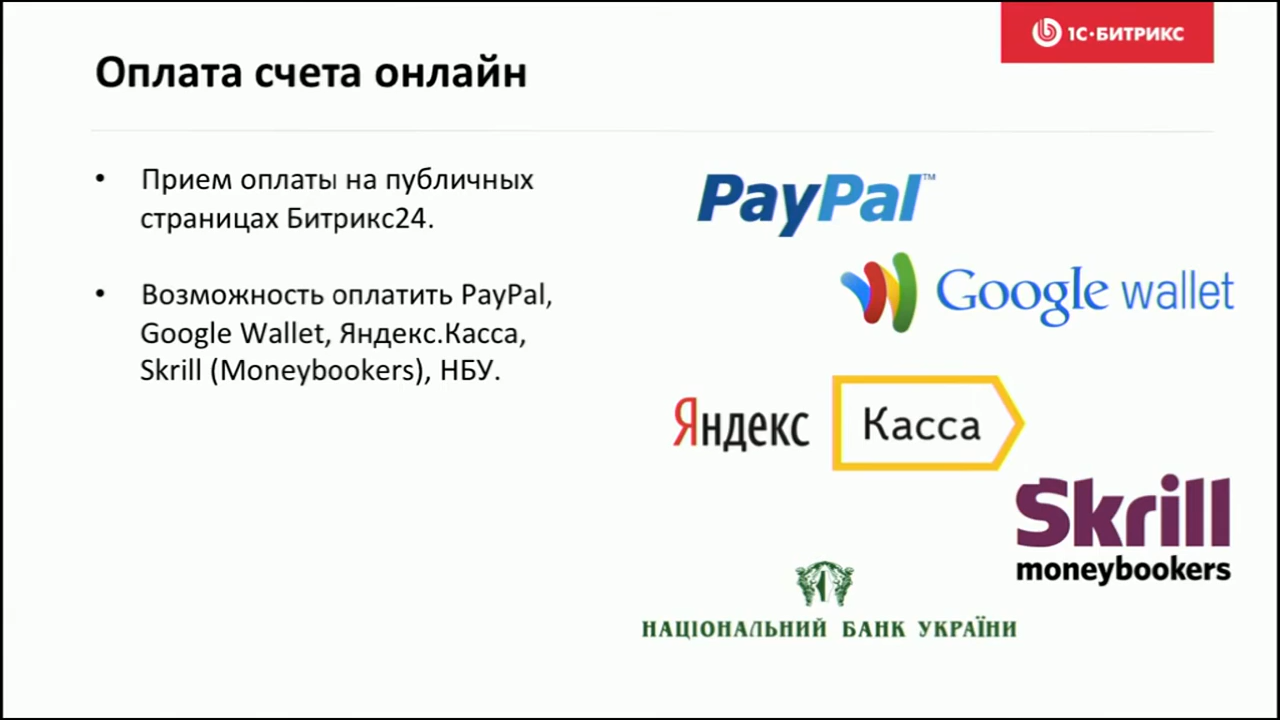 1С·БИТРИКС
Оплата счета онлайн
• Прием оплаты на публичных
страницах Битрикс24.
• Возможность оплатить PayPal,
Google Wallet, Яндекс.Касса,
Skrill (Moneybookers), НБУ.
PayPal™
Google wallet
Яндекс Касса
Skrill
moneybookers
НАЦІОНАЛЬНИЙ БАНК УКРАЇНИ